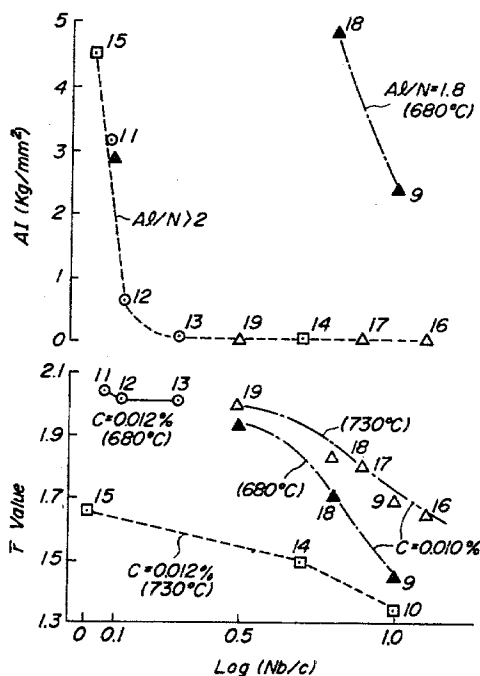 AI (Kg/mm²)
5
4
3
2
1
0
15
11
Al/N>2
12
13
19
14
17
16
18
Al/N=1.8
(680°C)
9
r̅ Value
2.1
1.9
1.7
1.5
1.3
11
12
13
C=0.012%
(680°C)
19
(730°C)
18
17
(680°C)
18
9
16
C=0.010%
15
14
C=0.012%
(730°C)
9
10
0
0.1
0.5
1.0
Log (Nb/c)